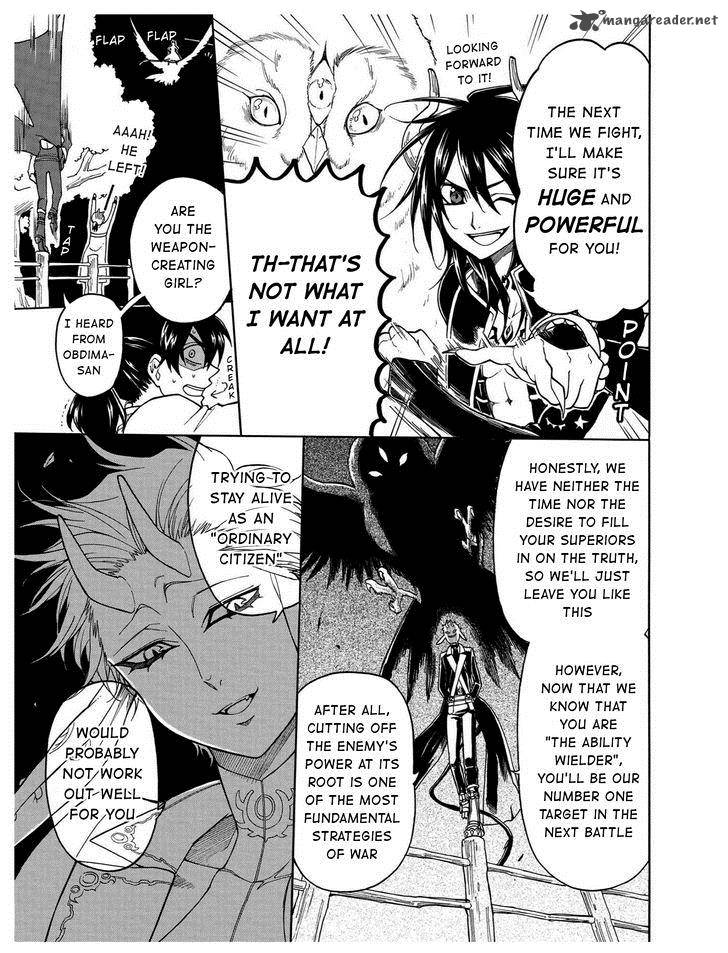 mangareader.net
LOOKING
FORWARD
TO IT!
THE NEXT
TIME WE FIGHT,
I'LL MAKE
SURE IT'S
HUGE AND
POWERFUL
FOR YOU!
POINT
TH-THAT'S
NOT WHAT
I WANT AT
ALL!
FLAP
FLAP
AAAH!
HE
LEFT!
TAP
ARE
YOU THE
WEAPON-
CREATING
GIRL?
I HEARD
FROM
OBDIMA-
SAN
CREAK
HONESTLY, WE
HAVE NEITHER
THE TIME NOR THE
DESIRE TO FILL
YOUR SUPERIORS
IN ON THE TRUTH,
SO WE'LL JUST
LEAVE YOU LIKE
THIS
HOWEVER,
NOW THAT WE
KNOW THAT
YOU ARE
"THE ABILITY
WIELDER",
YOU'LL BE OUR
NUMBER ONE
TARGET IN THE
NEXT BATTLE
AFTER ALL,
CUTTING OFF
THE ENEMY'S
POWER AT ITS
ROOT IS ONE
OF THE MOST
FUNDAMENTAL
STRATEGIES
OF WAR
TRYING TO
STAY ALIVE
AS AN
"ORDINARY
CITIZEN"
WOULD
PROBABLY
NOT WORK
OUT WELL
FOR YOU